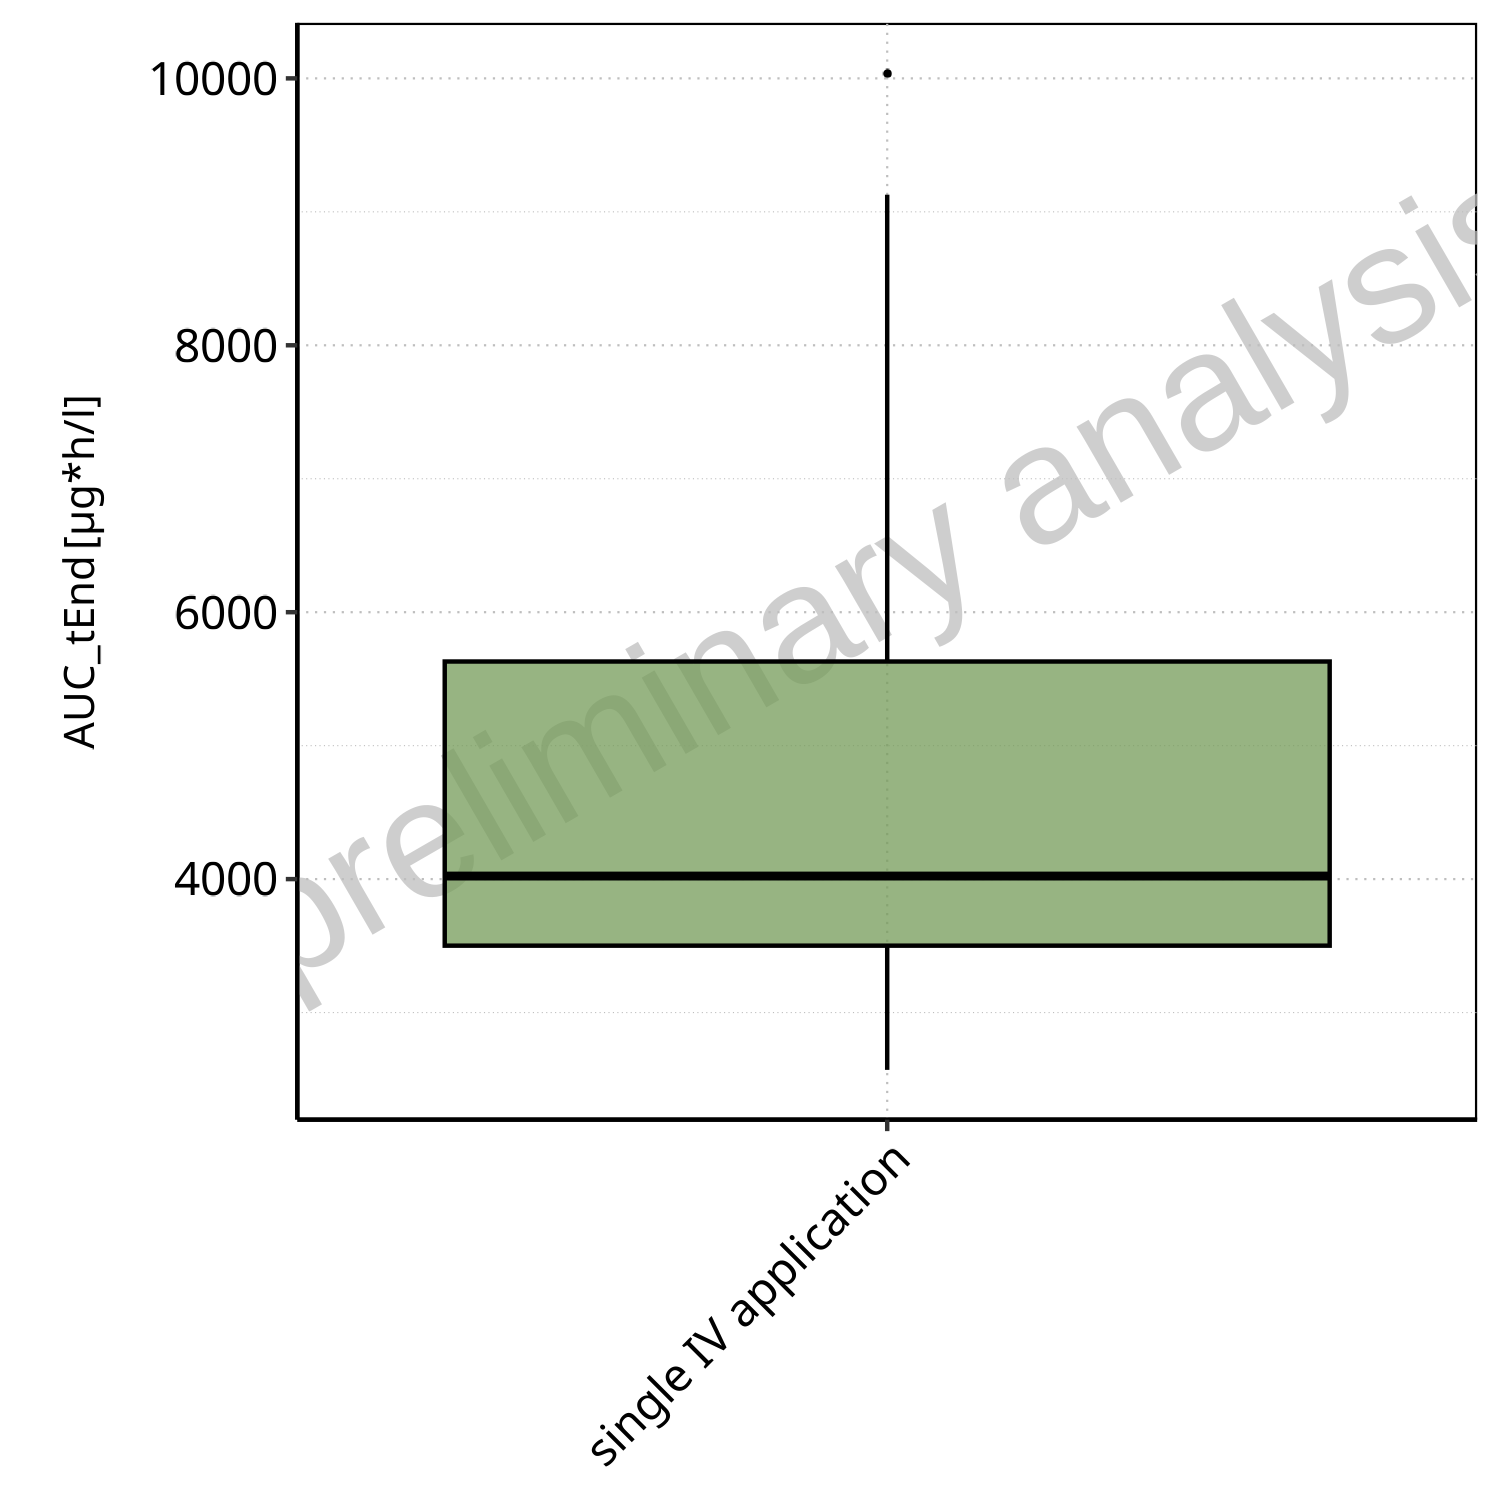 10000
8000
6000
4000
AUC_tEnd [µg*h/l]
preliminary analysis
single IV application